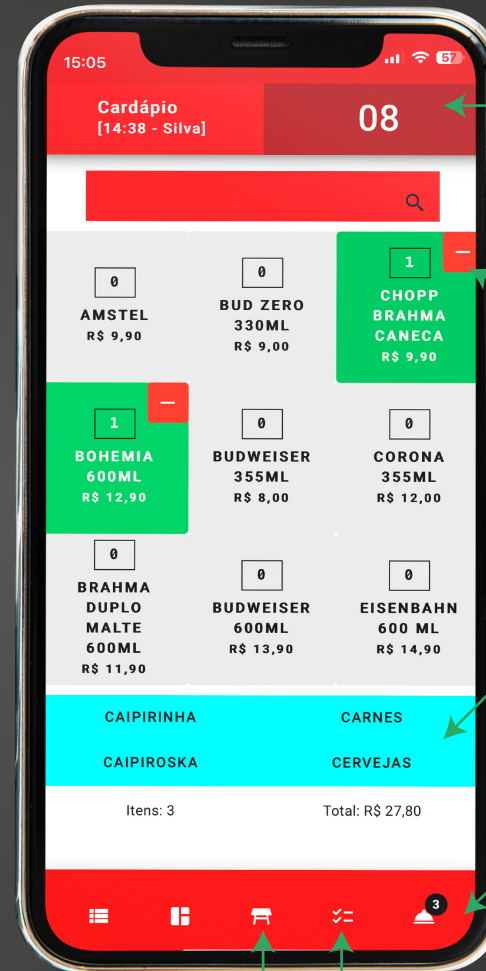 15:05
57
Cardápio
[14:38 - Silva]
08
0
AMSTEL
R$ 9,90
0
BUD ZERO
330ML
R$ 9,00
1
CHOPP
BRAHMA
CANECA
R$ 9,90
1
BOHEMIA
600ML
R$ 12,90
0
BUDWEISER
355ML
R$ 8,00
0
CORONA
355ML
R$ 12,00
0
BRAHMA
DUPLO
MALTE
600ML
R$ 11,90
0
BUDWEISER
600ML
R$ 13,90
0
EISENBAHN
600 ML
R$ 14,90
CAIPIRINHA
CARNES
CAIPIROSKA
CERVEJAS
Itens: 3
Total: R$ 27,80
3